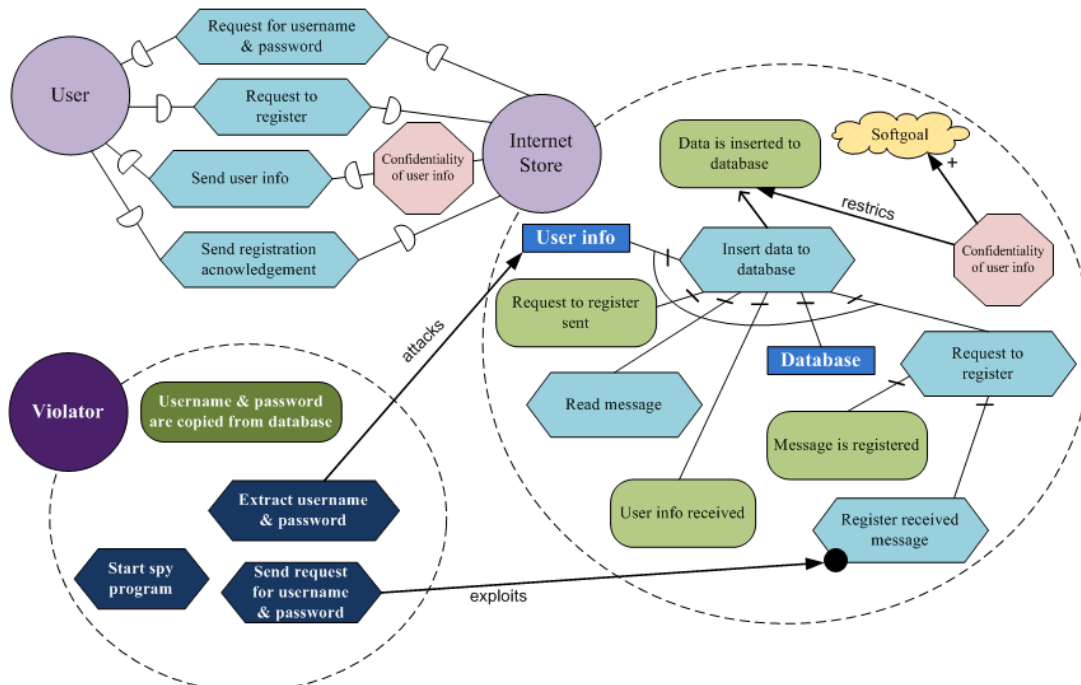 Request for username
& password
User
Request to
register
Internet
Store
Confidentiality
of user info
Send user info
Send registration
acnowledgement
Softgoal
+
Data is inserted to
database
restrics
Confidentiality
of user info
User info
Insert data to
database
Request to register
sent
attacks
Database
Request to
register
Read message
Message is registered
User info received
Register received
message
Violator
Username & password
are copied from database
Extract username
& password
Start spy
program
Send request
for username
& password
exploits